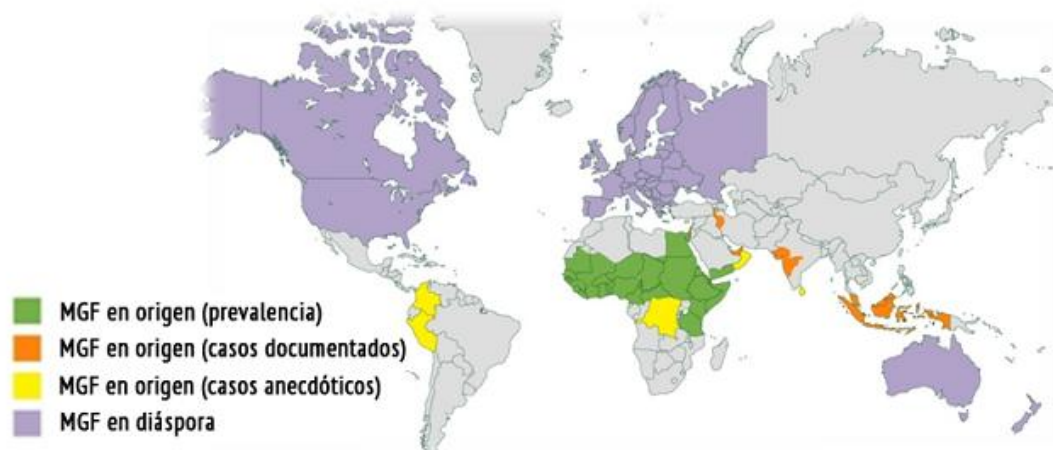 MGF en origen (prevalencia)
MGF en origen (casos documentados)
MGF en origen (casos anecdóticos)
MGF en diáspora